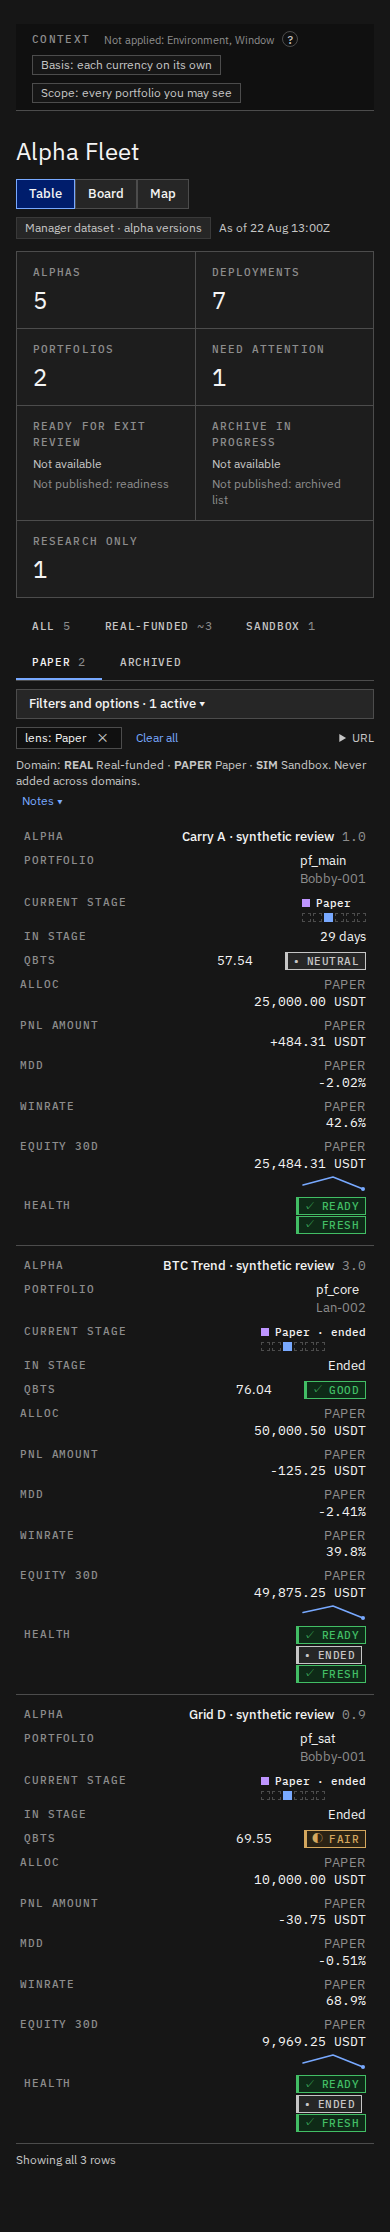 CONTEXT Not applied: Environment, Window ?
Basis: each currency on its own
Scope: every portfolio you may see
Alpha Fleet
Table Board Map
Manager dataset · alpha versions As of 22 Aug 13:00Z
ALPHAS DEPLOYMENTS
5 7
PORTFOLIOS NEED ATTENTION
2 1
READY FOR EXIT REVIEW
Not available
Not published: readiness
ARCHIVE IN PROGRESS
Not available
Not published: archived list
RESEARCH ONLY
1
ALL 5 REAL-FUNDED ~3 SANDBOX 1
PAPER 2 ARCHIVED
Filters and options · 1 active ▾
lens: Paper × Clear all ▶ URL
Domain: REAL Real-funded · PAPER Paper · SIM Sandbox. Never
added across domains.
Notes ▾
ALPHA Carry A · synthetic review 1.0
PORTFOLIO pf_main
Bobby-001
CURRENT STAGE Paper
IN STAGE 29 days
QBTS 57.54 • NEUTRAL
ALLOC PAPER
25,000.00 USDT
PNL AMOUNT PAPER
+484.31 USDT
MDD PAPER
-2.02%
WINRATE PAPER
42.6%
EQUITY 30D PAPER
25,484.31 USDT
HEALTH ✓ READY
✓ FRESH
ALPHA BTC Trend · synthetic review 3.0
PORTFOLIO pf_core
Lan-002
CURRENT STAGE Paper · ended
IN STAGE Ended
QBTS 76.04 ✓ GOOD
ALLOC PAPER
50,000.50 USDT
PNL AMOUNT PAPER
-125.25 USDT
MDD PAPER
-2.41%
WINRATE PAPER
39.8%
EQUITY 30D PAPER
49,875.25 USDT
HEALTH ✓ READY
• ENDED
✓ FRESH
ALPHA Grid D · synthetic review 0.9
PORTFOLIO pf_sat
Bobby-001
CURRENT STAGE Paper · ended
IN STAGE Ended
QBTS 69.55 ◐ FAIR
ALLOC PAPER
10,000.00 USDT
PNL AMOUNT PAPER
-30.75 USDT
MDD PAPER
-0.51%
WINRATE PAPER
68.9%
EQUITY 30D PAPER
9,969.25 USDT
HEALTH ✓ READY
• ENDED
✓ FRESH
Showing all 3 rows